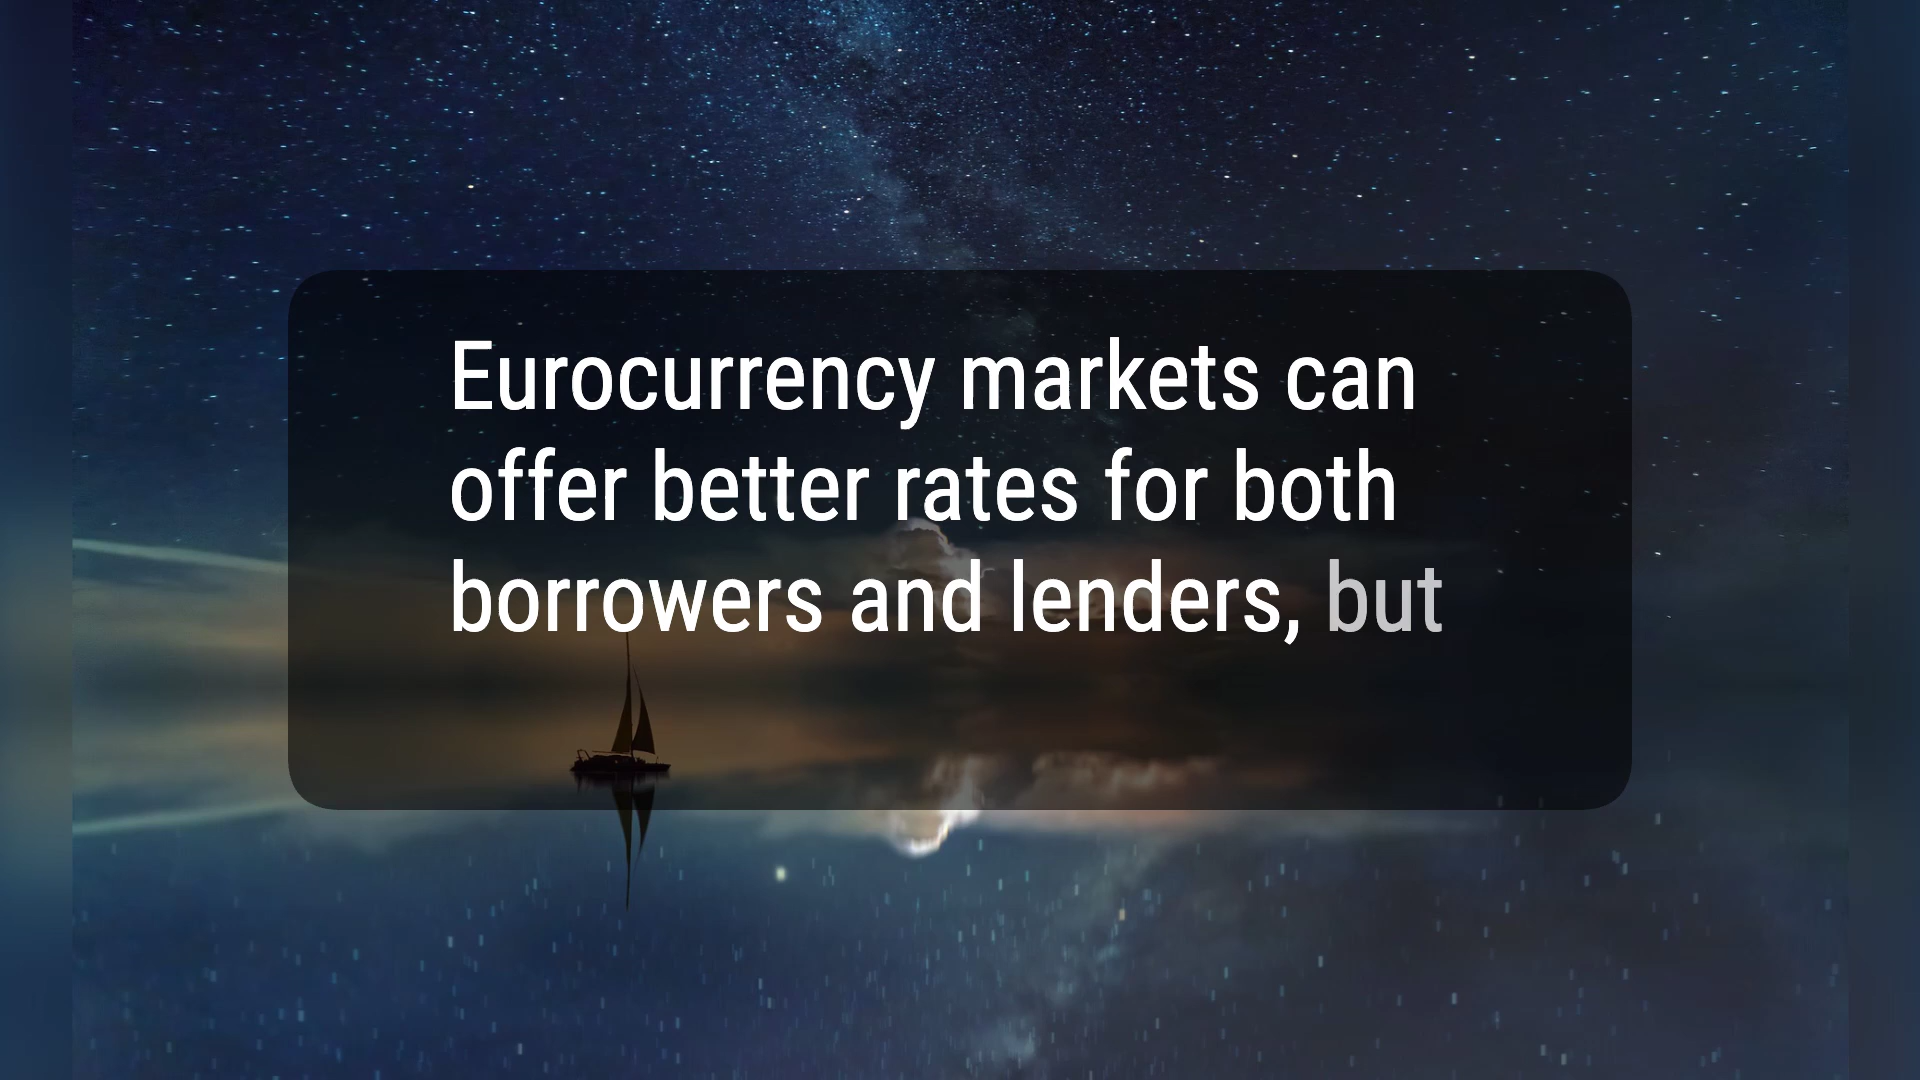 Eurocurrency markets can
offer better rates for both
borrowers and lenders, but